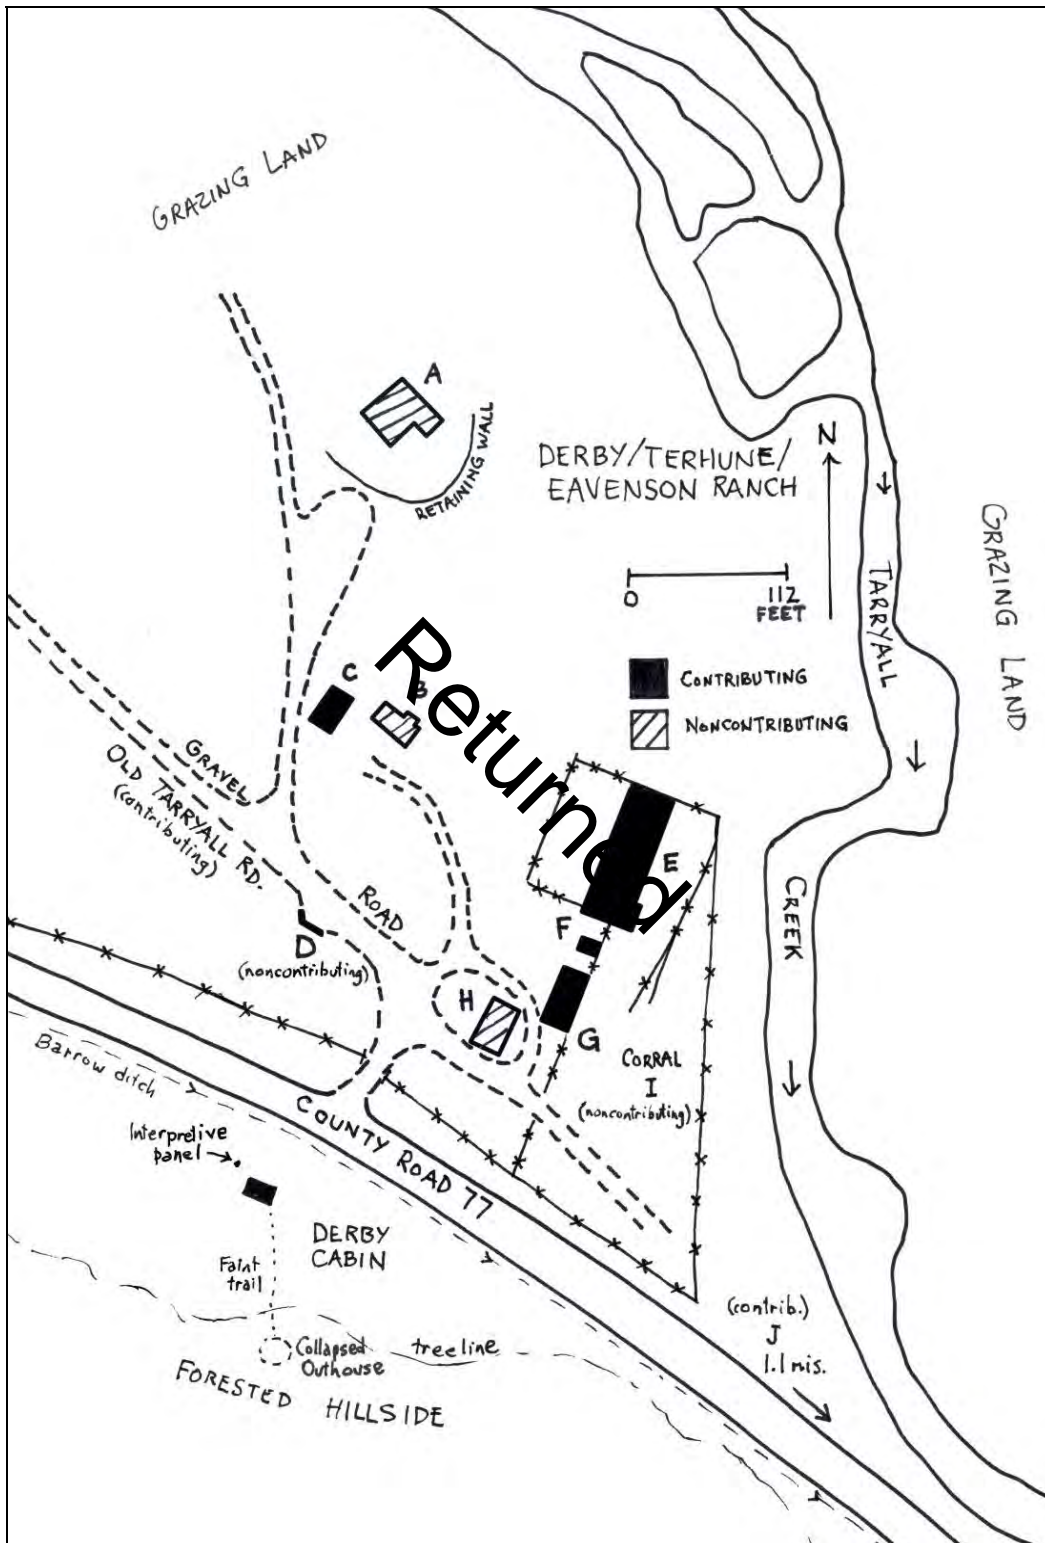 GRAZING LAND
A
RETAINING WALL
DERBY/TERHUNE/
EAVENSON RANCH
N
0 112
FEET
CONTRIBUTING
NONCONTRIBUTING
TARRYALL
CREEK
GRAZING LAND
C
B
Returned
GRAVEL
ROAD
OLD TARRYALL RD.
(contributing)
D
(noncontributing)
E
F
G
H
CORRAL
I
(noncontributing)
Barrow ditch
COUNTY ROAD 77
Interpretive
panel
DERBY
CABIN
Faint
trail
Collapsed
Outhouse
treeline
FORESTED HILLSIDE
(contrib.)
J
1.1 mis.